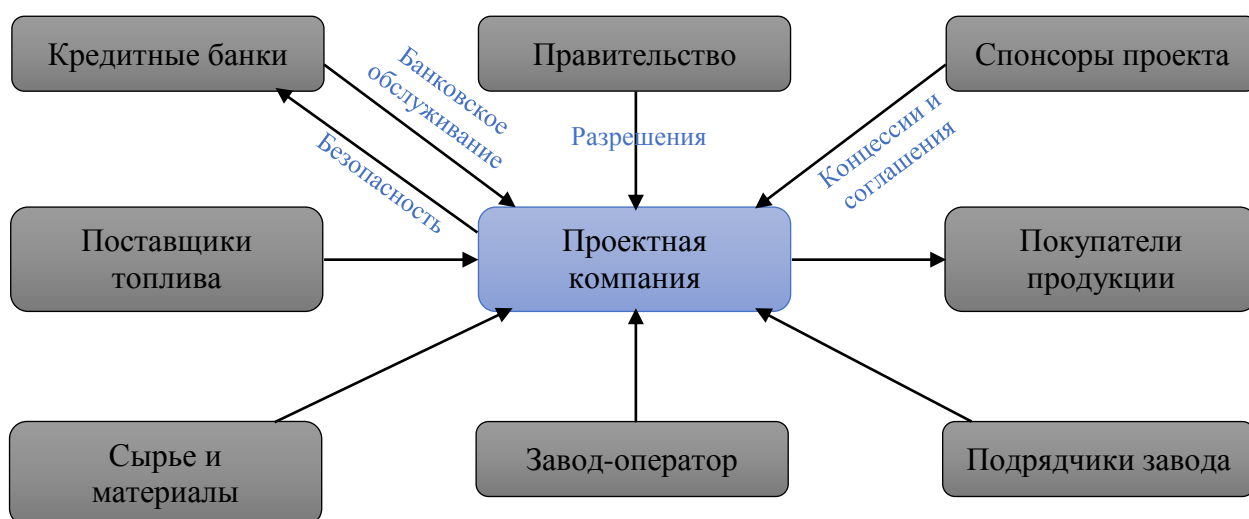 Кредитные банки
Правительство
Спонсоры проекта
Банковское
обслуживание
Безопасность
Разрешения
Концессии и
соглашения
Поставщики
топлива
Проектная
компания
Покупатели
продукции
Сырье и
материалы
Завод-оператор
Подрядчики завода